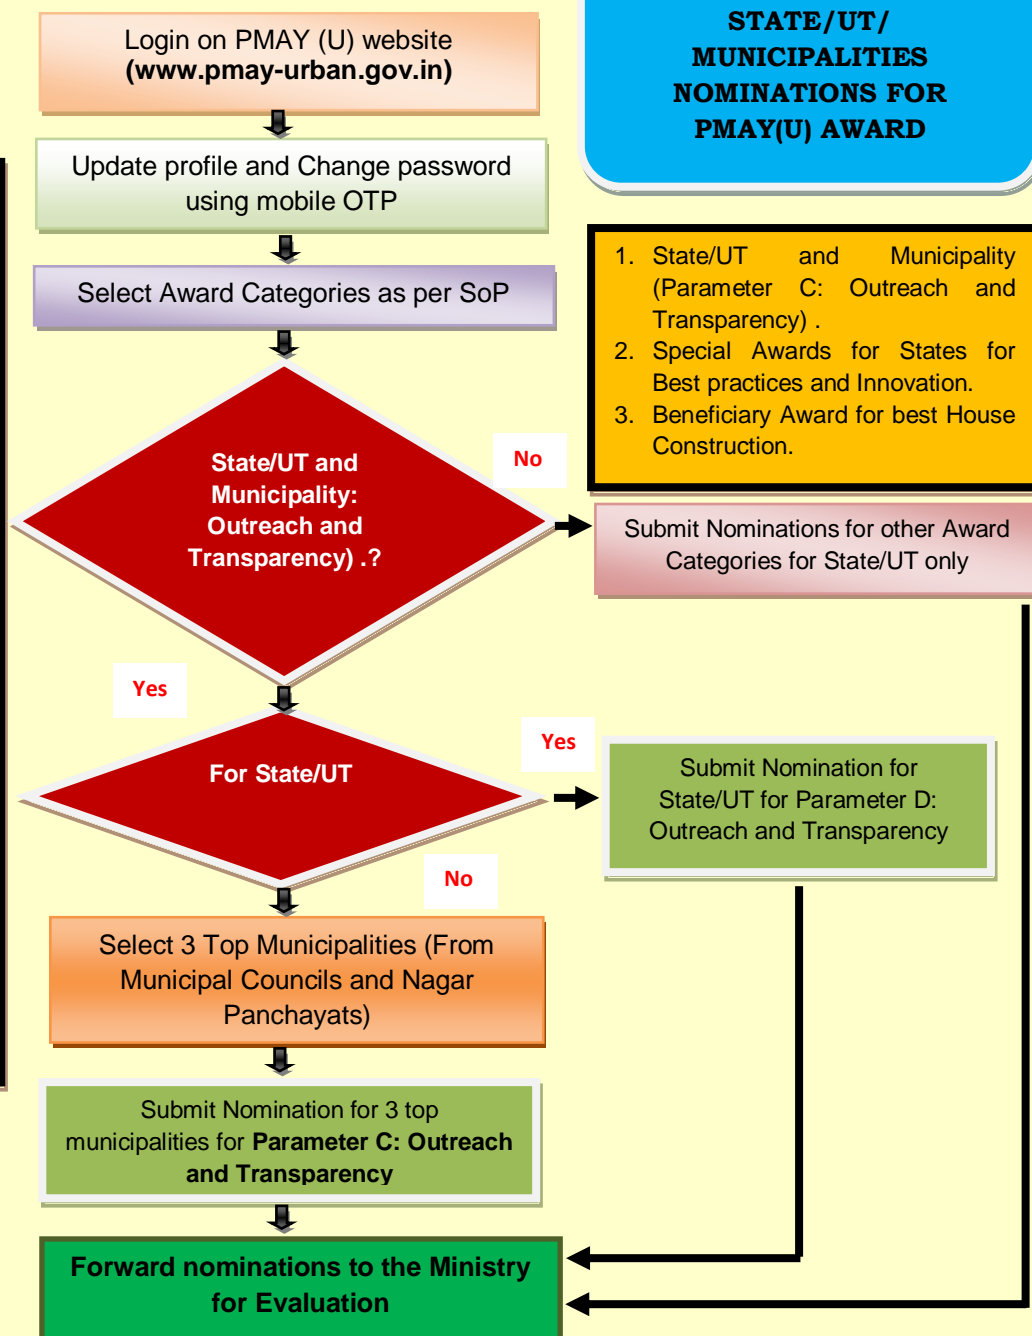 STATE/UT/
MUNICIPALITIES
NOMINATIONS FOR
PMAY(U) AWARD
Login on PMAY (U) website
(www.pmay-urban.gov.in)
Update profile and Change password
using mobile OTP
Select Award Categories as per SoP
1. State/UT and Municipality
(Parameter C: Outreach and
Transparency) .
2. Special Awards for States for
Best practices and Innovation.
3. Beneficiary Award for best House
Construction.
State/UT and
Municipality:
Outreach and
Transparency) .?
No
Submit Nominations for other Award
Categories for State/UT only
Yes
For State/UT
Yes
Submit Nomination for
State/UT for Parameter D:
Outreach and Transparency
No
Select 3 Top Municipalities (From
Municipal Councils and Nagar
Panchayats)
Submit Nomination for 3 top
municipalities for Parameter C: Outreach
and Transparency
Forward nominations to the Ministry
for Evaluation